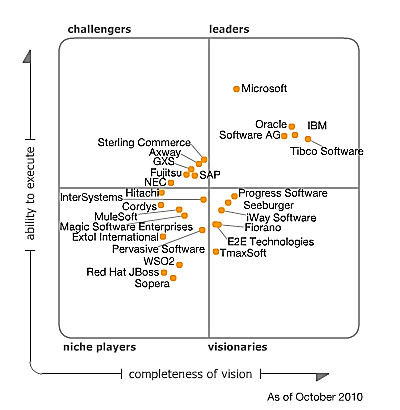 challengers
leaders
Microsoft
Oracle
IBM
Software AG
Tibco Software
Sterling Commerce
Axway
GXS
Fujitsu
SAP
NEC
ability to execute
Hitachi
Progress Software
InterSystems
Seeburger
Cordys
iWay Software
MuleSoft
Magic Software Enterprises
Fiorano
Extol International
E2E Technologies
Pervasive Software
TmaxSoft
WSO2
Red Hat JBoss
Sopera
niche players
visionaries
completeness of vision
As of October 2010